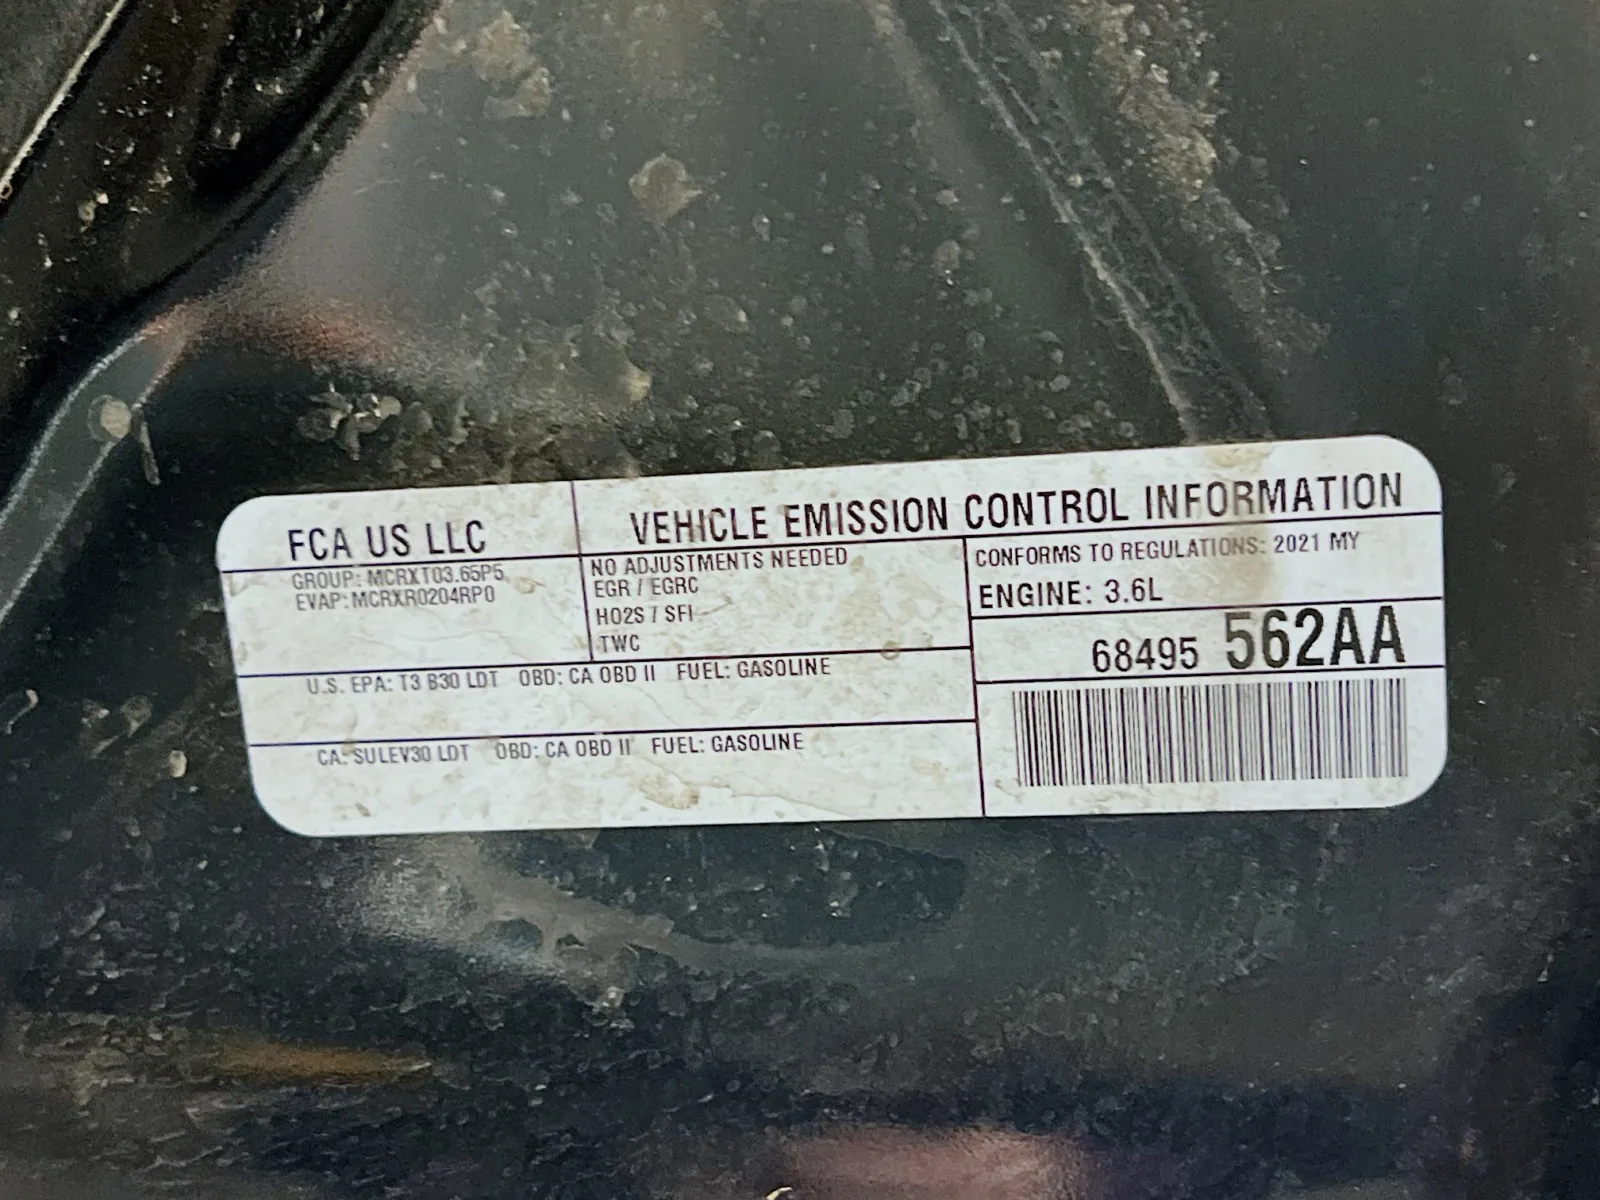 FCA US LLC
VEHICLE EMISSION CONTROL INFORMATION
GROUP: MCRXT03.65P5
EVAP: MCRXR0204RP0
NO ADJUSTMENTS NEEDED
EGR / EGRC
HO2S / SFI
TWC
CONFORMS TO REGULATIONS: 2021 MY
ENGINE: 3.6L
68495 562AA
U.S. EPA: T3 B30 LDT OBD: CA OBD II FUEL: GASOLINE
CA: SULEV30 LDT OBD: CA OBD II FUEL: GASOLINE